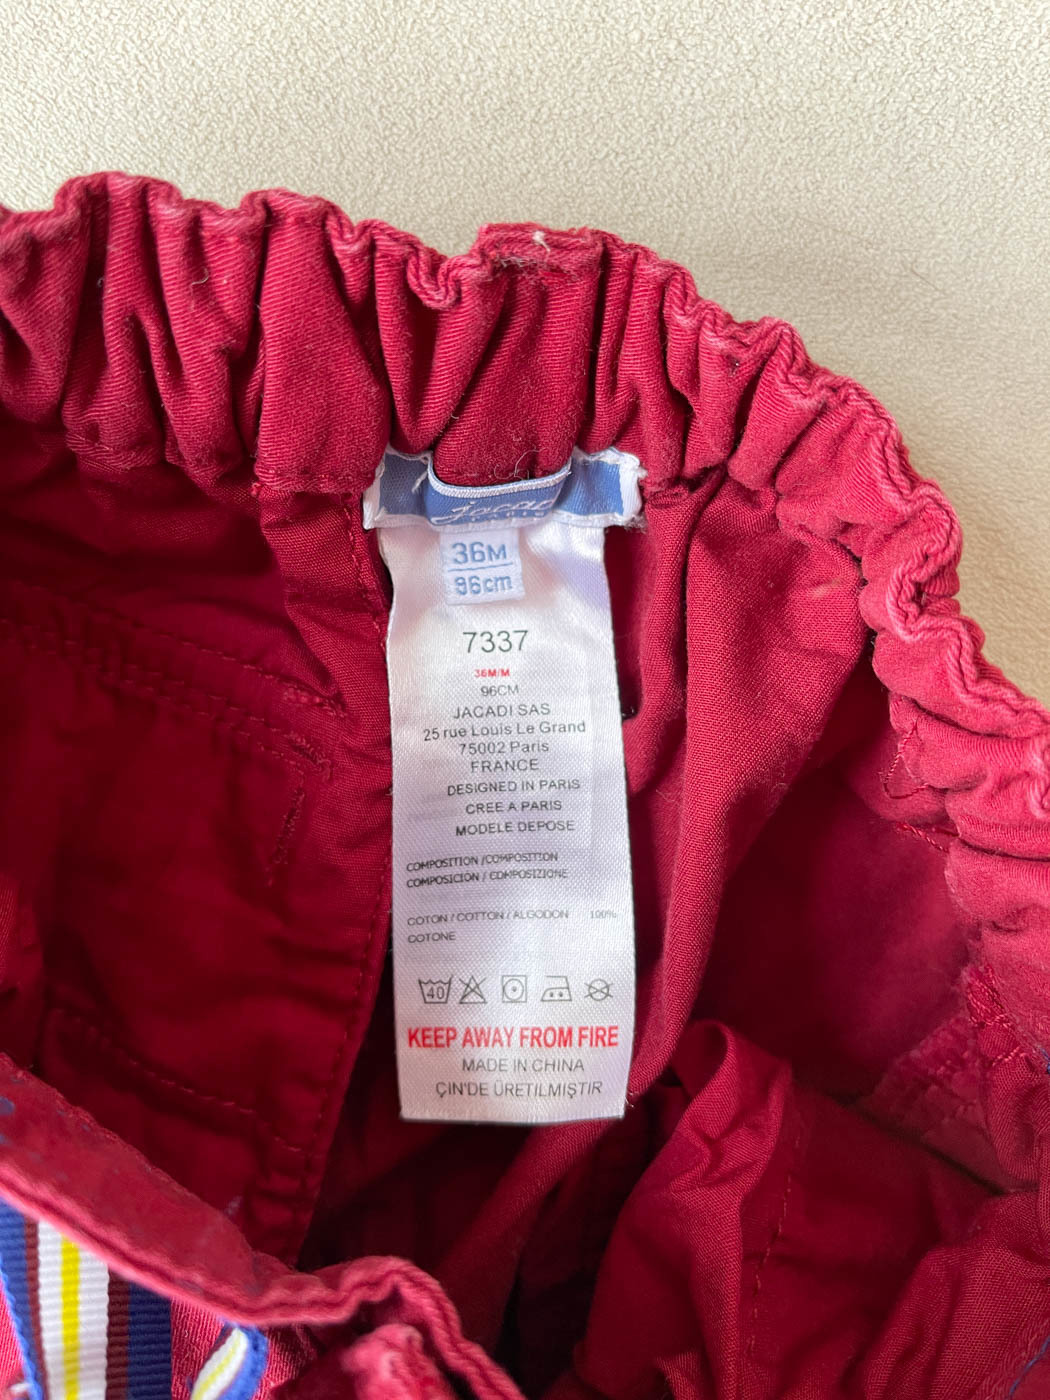 Jacadi
36M
96cm
7337
36M/M
96CM
JACADI SAS
25 rue Louis Le Grand
75002 Paris
FRANCE
DESIGNED IN PARIS
CREE A PARIS
MODELE DEPOSE
COMPOSITION /COMPOSITION
COMPOSICIÓN / COMPOSIZIONE
COTON / COTTON / ALGODON 100%
COTONE
40
KEEP AWAY FROM FIRE
MADE IN CHINA
ÇIN'DE ÜRETILMIŞTIR